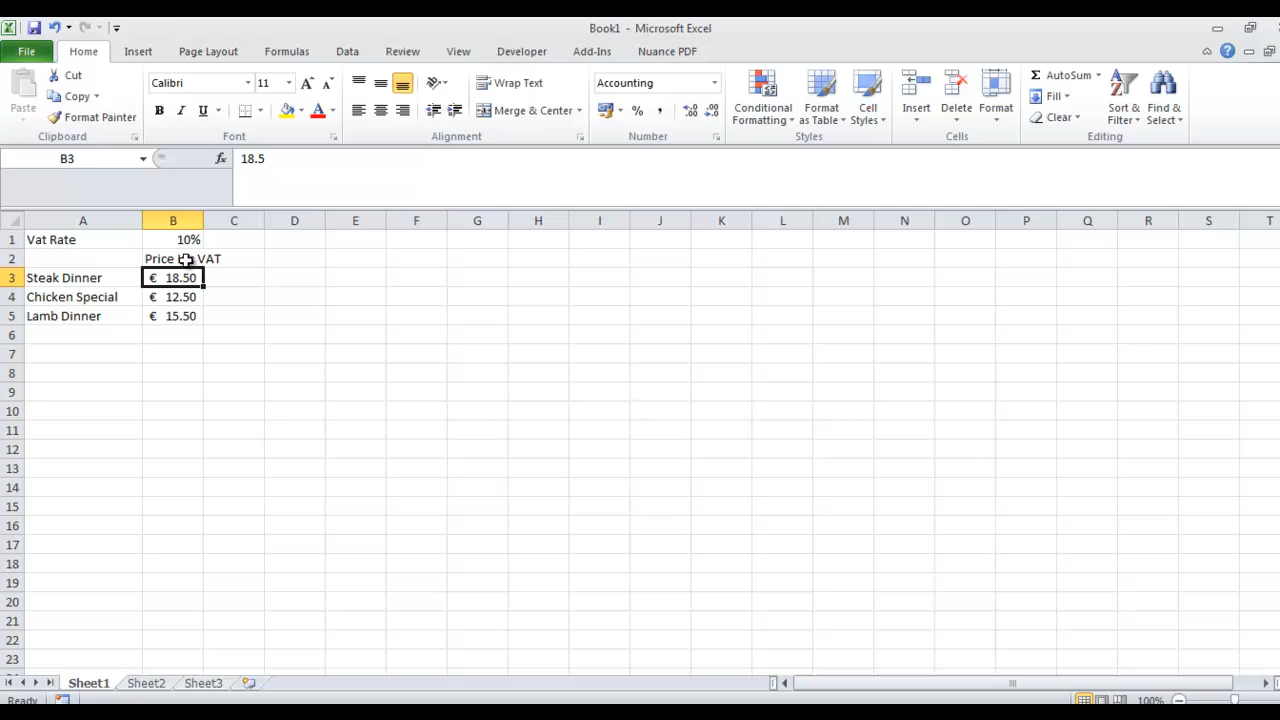 Book1 - Microsoft Excel
File Home Insert Page Layout Formulas Data Review View Developer Add-Ins Nuance PDF
Paste
Cut
Copy
Format Painter
Clipboard
Calibri 11
B I U
Font
Wrap Text
Merge & Center
Alignment
Accounting
%
Number
Conditional Formatting
Format as Table
Cell Styles
Styles
Insert Delete Format
Cells
AutoSum
Fill
Clear
Sort & Filter
Find & Select
Editing
B3 fx 18.5
A B C D E F G H I J K L M N O P Q R S T
1 Vat Rate 10%
2 Price VAT
3 Steak Dinner € 18.50
4 Chicken Special € 12.50
5 Lamb Dinner € 15.50
6
7
8
9
10
11
12
13
14
15
16
17
18
19
20
21
22
23
Sheet1 Sheet2 Sheet3
Ready 100%